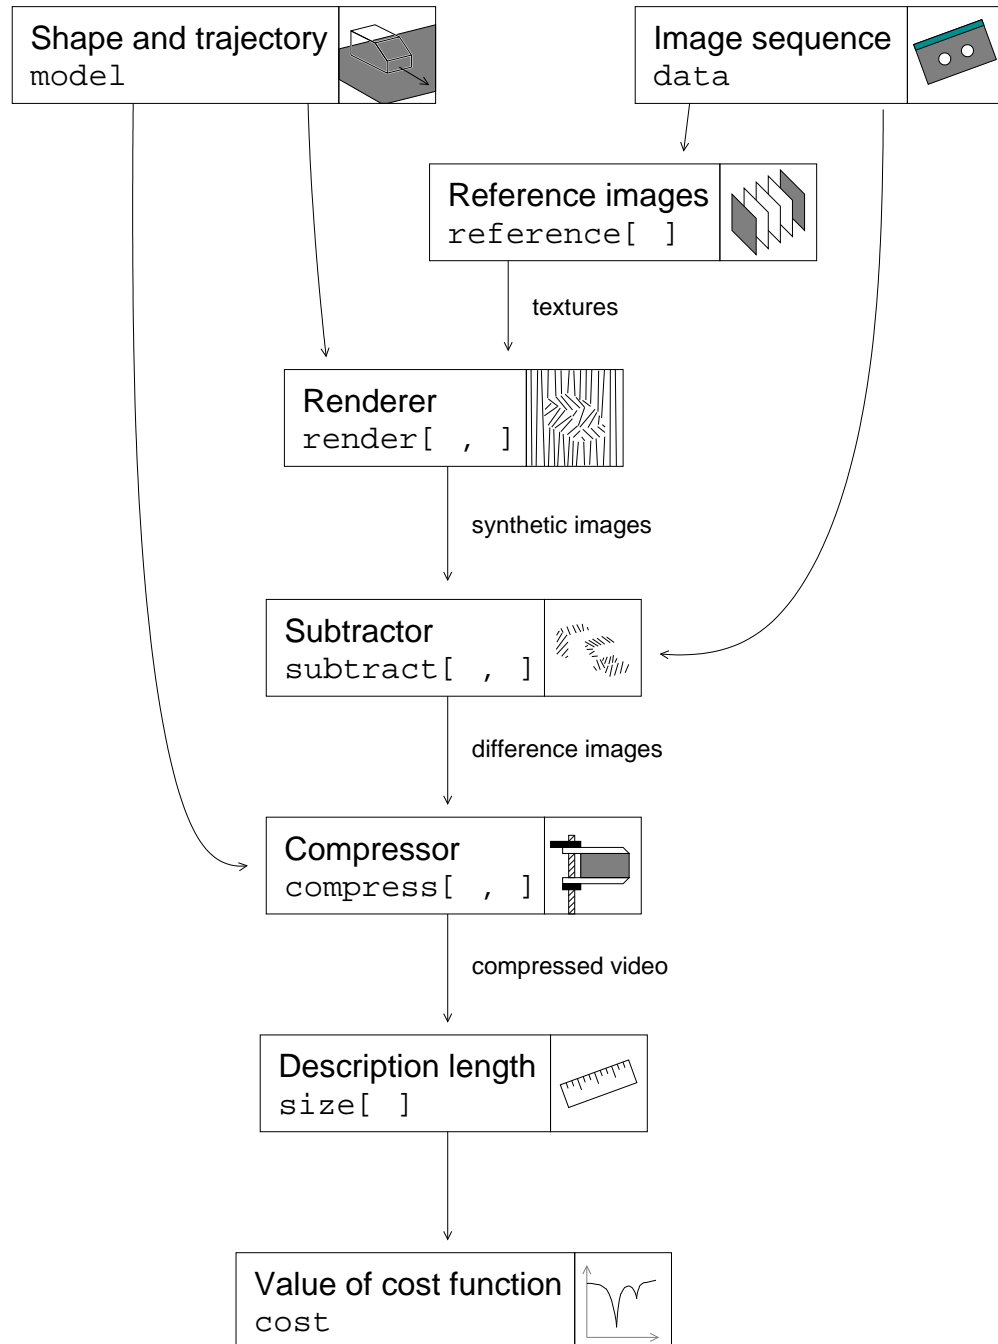 Shape and trajectory
model
Image sequence
data
Reference images
reference[ ]
textures
Renderer
render[ , ]
synthetic images
Subtractor
subtract[ , ]
difference images
Compressor
compress[ , ]
compressed video
Description length
size[ ]
Value of cost function
cost